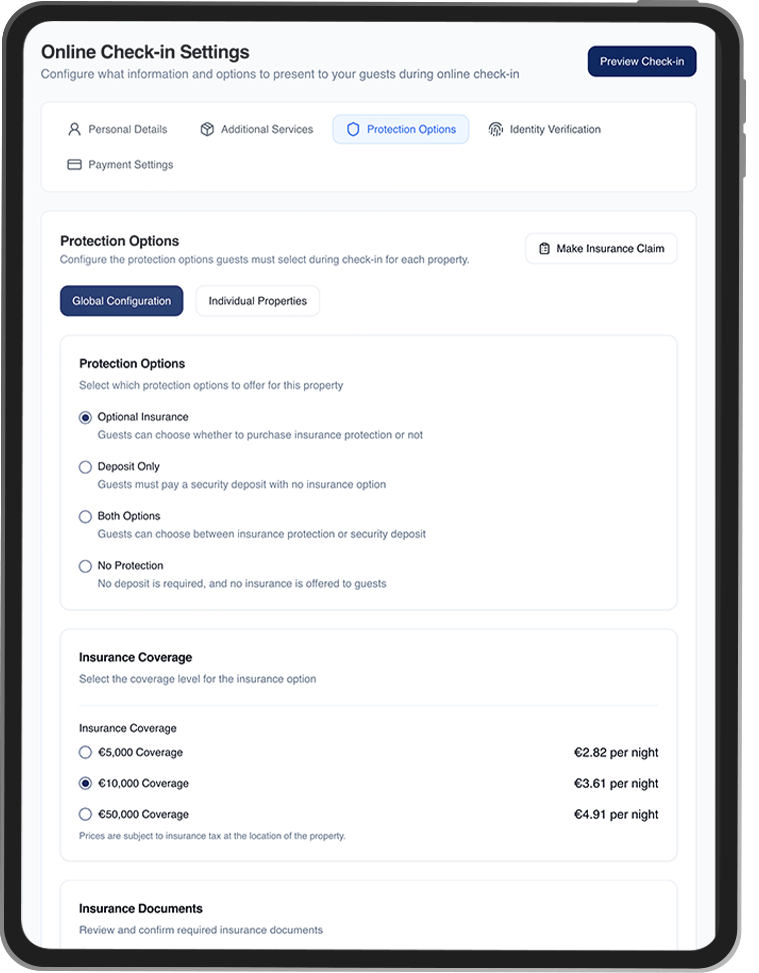 Online Check-in Settings
Configure what information and options to present to your guests during online check-in
Preview Check-in
Personal Details
Additional Services
Protection Options
Identity Verification
Payment Settings
Protection Options
Configure the protection options guests must select during check-in for each property.
Make Insurance Claim
Global Configuration
Individual Properties
Protection Options
Select which protection options to offer for this property
Optional Insurance
Guests can choose whether to purchase insurance protection or not
Deposit Only
Guests must pay a security deposit with no insurance option
Both Options
Guests can choose between insurance protection or security deposit
No Protection
No deposit is required, and no insurance is offered to guests
Insurance Coverage
Select the coverage level for the insurance option
Insurance Coverage
€5,000 Coverage €2.82 per night
€10,000 Coverage €3.61 per night
€50,000 Coverage €4.91 per night
Prices are subject to insurance tax at the location of the property.
Insurance Documents
Review and confirm required insurance documents